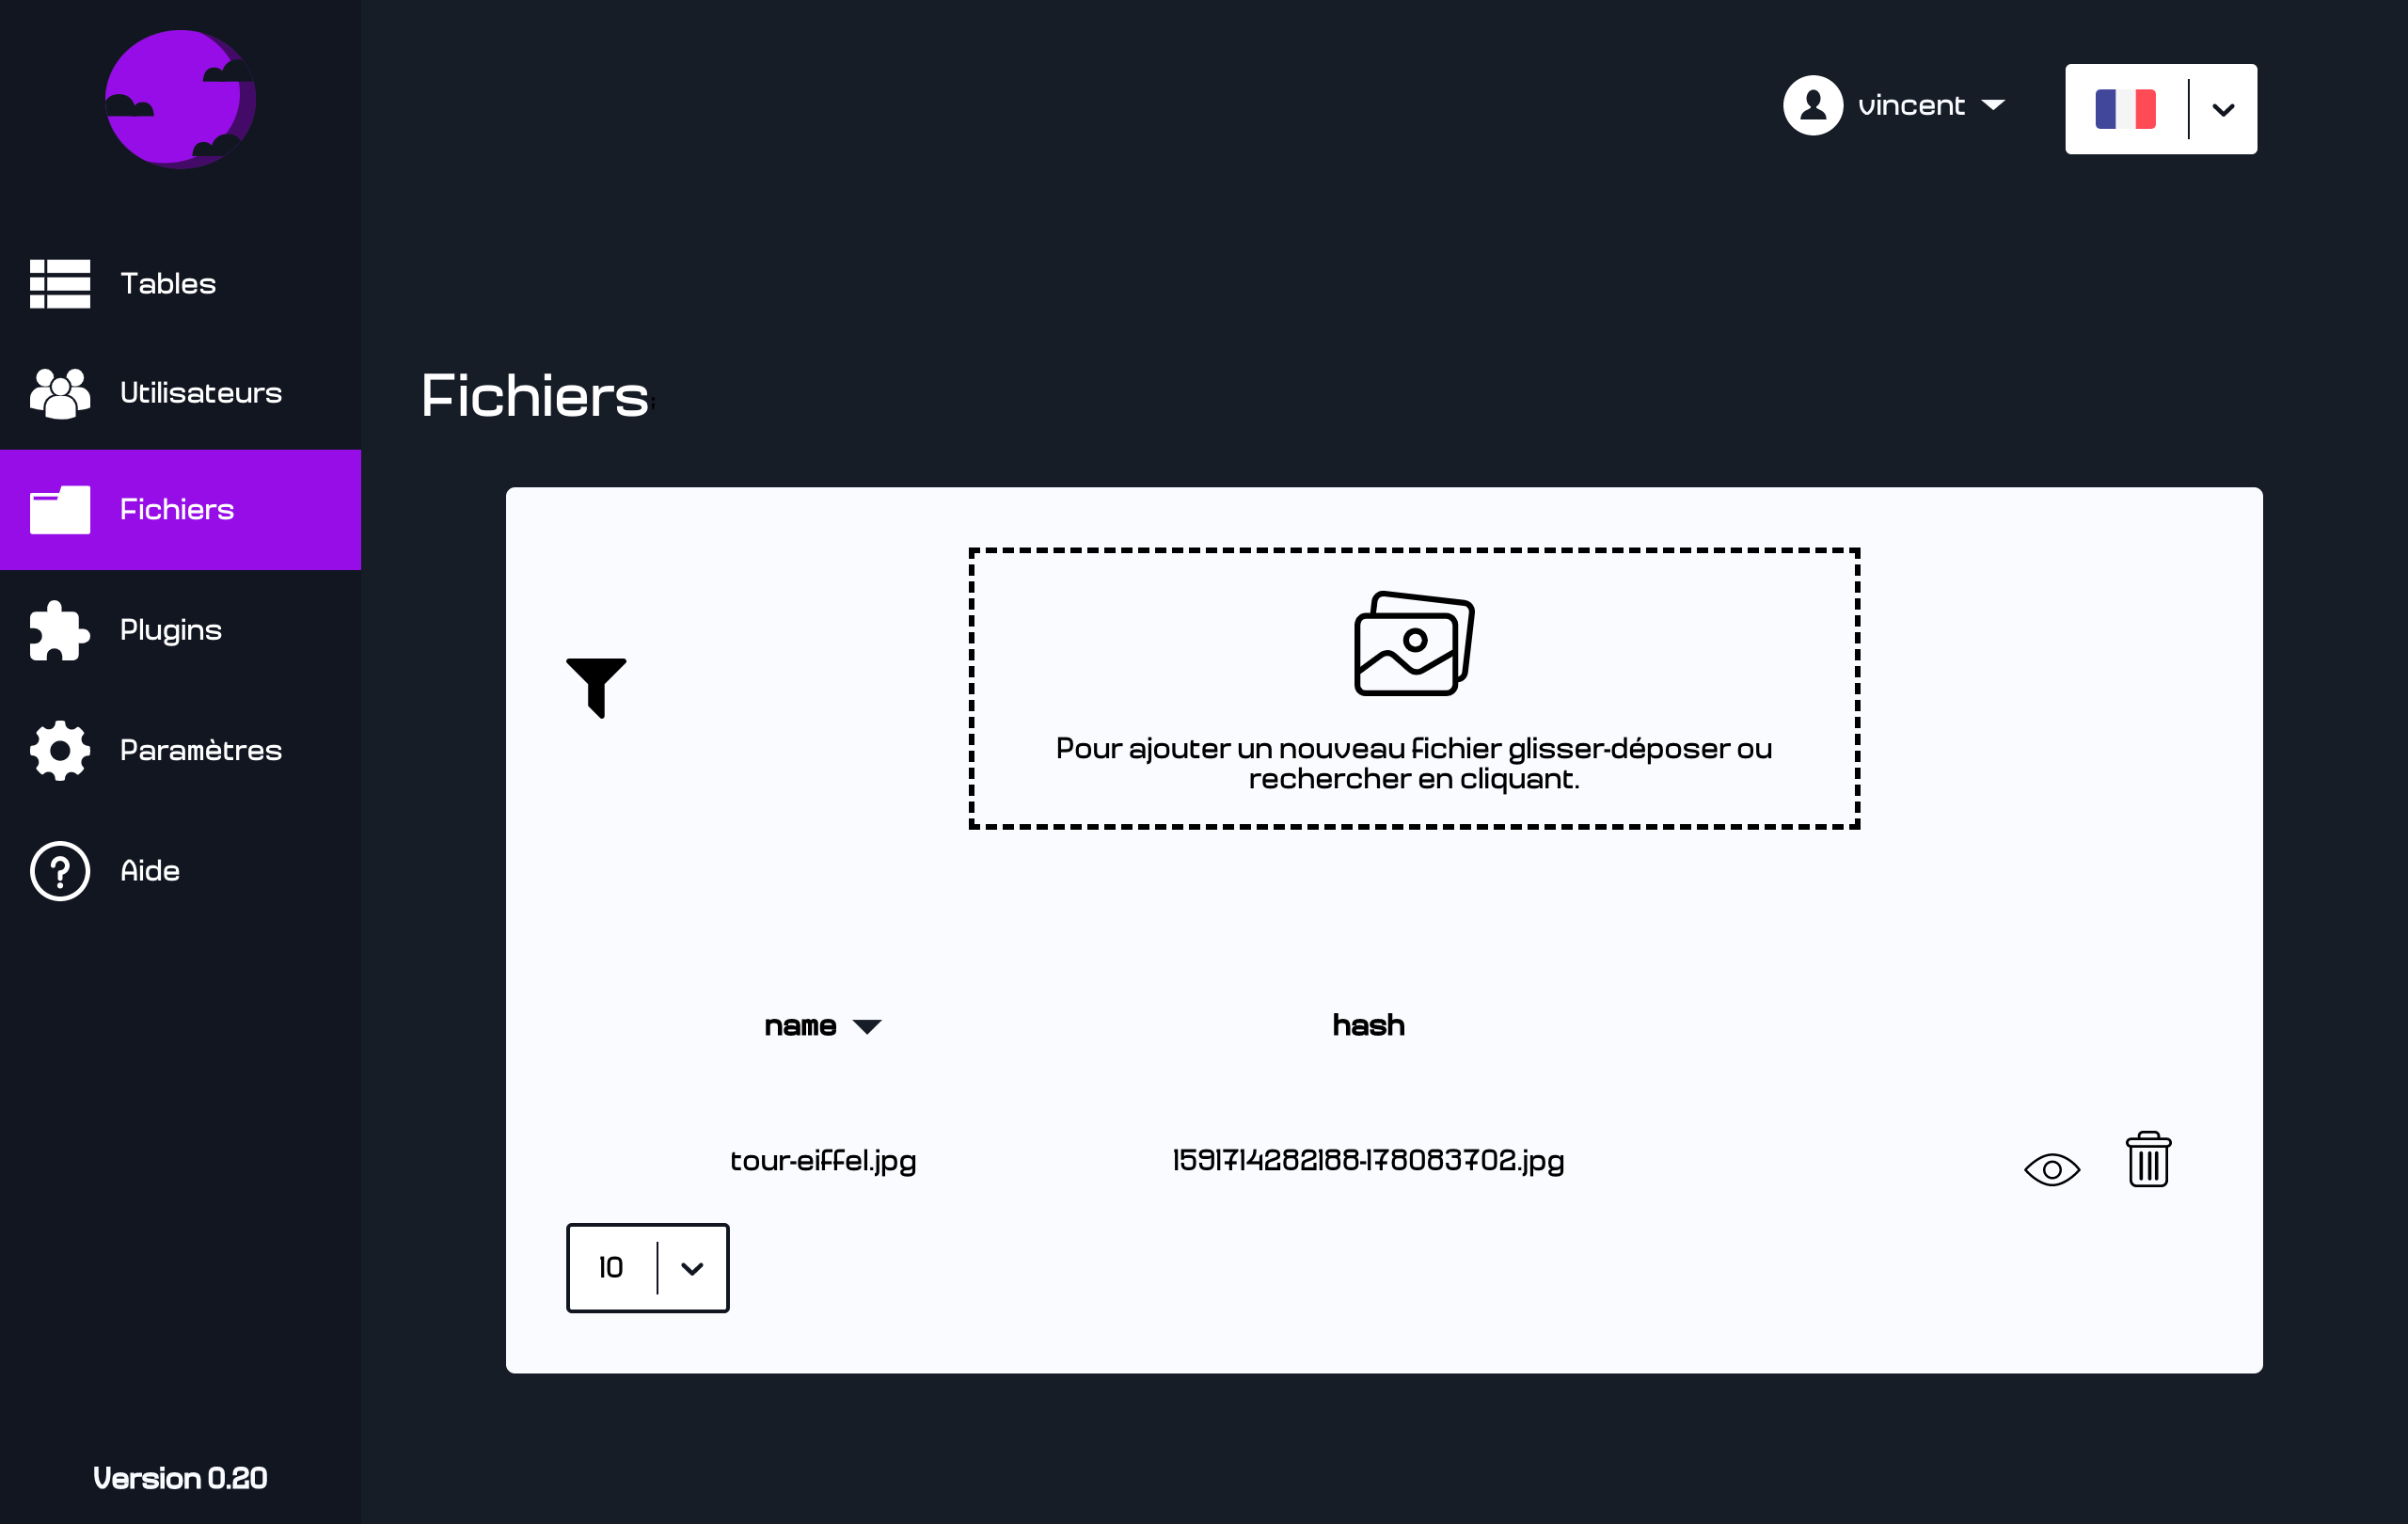 vincent
Tables
Utilisateurs
Fichiers
Plugins
Paramètres
Aide
Version 0.20
Fichiers:
Pour ajouter un nouveau fichier glisser-déposer ou
rechercher en cliquant.
name hash
tour-eiffel.jpg 1591714282188-178083702.jpg
10